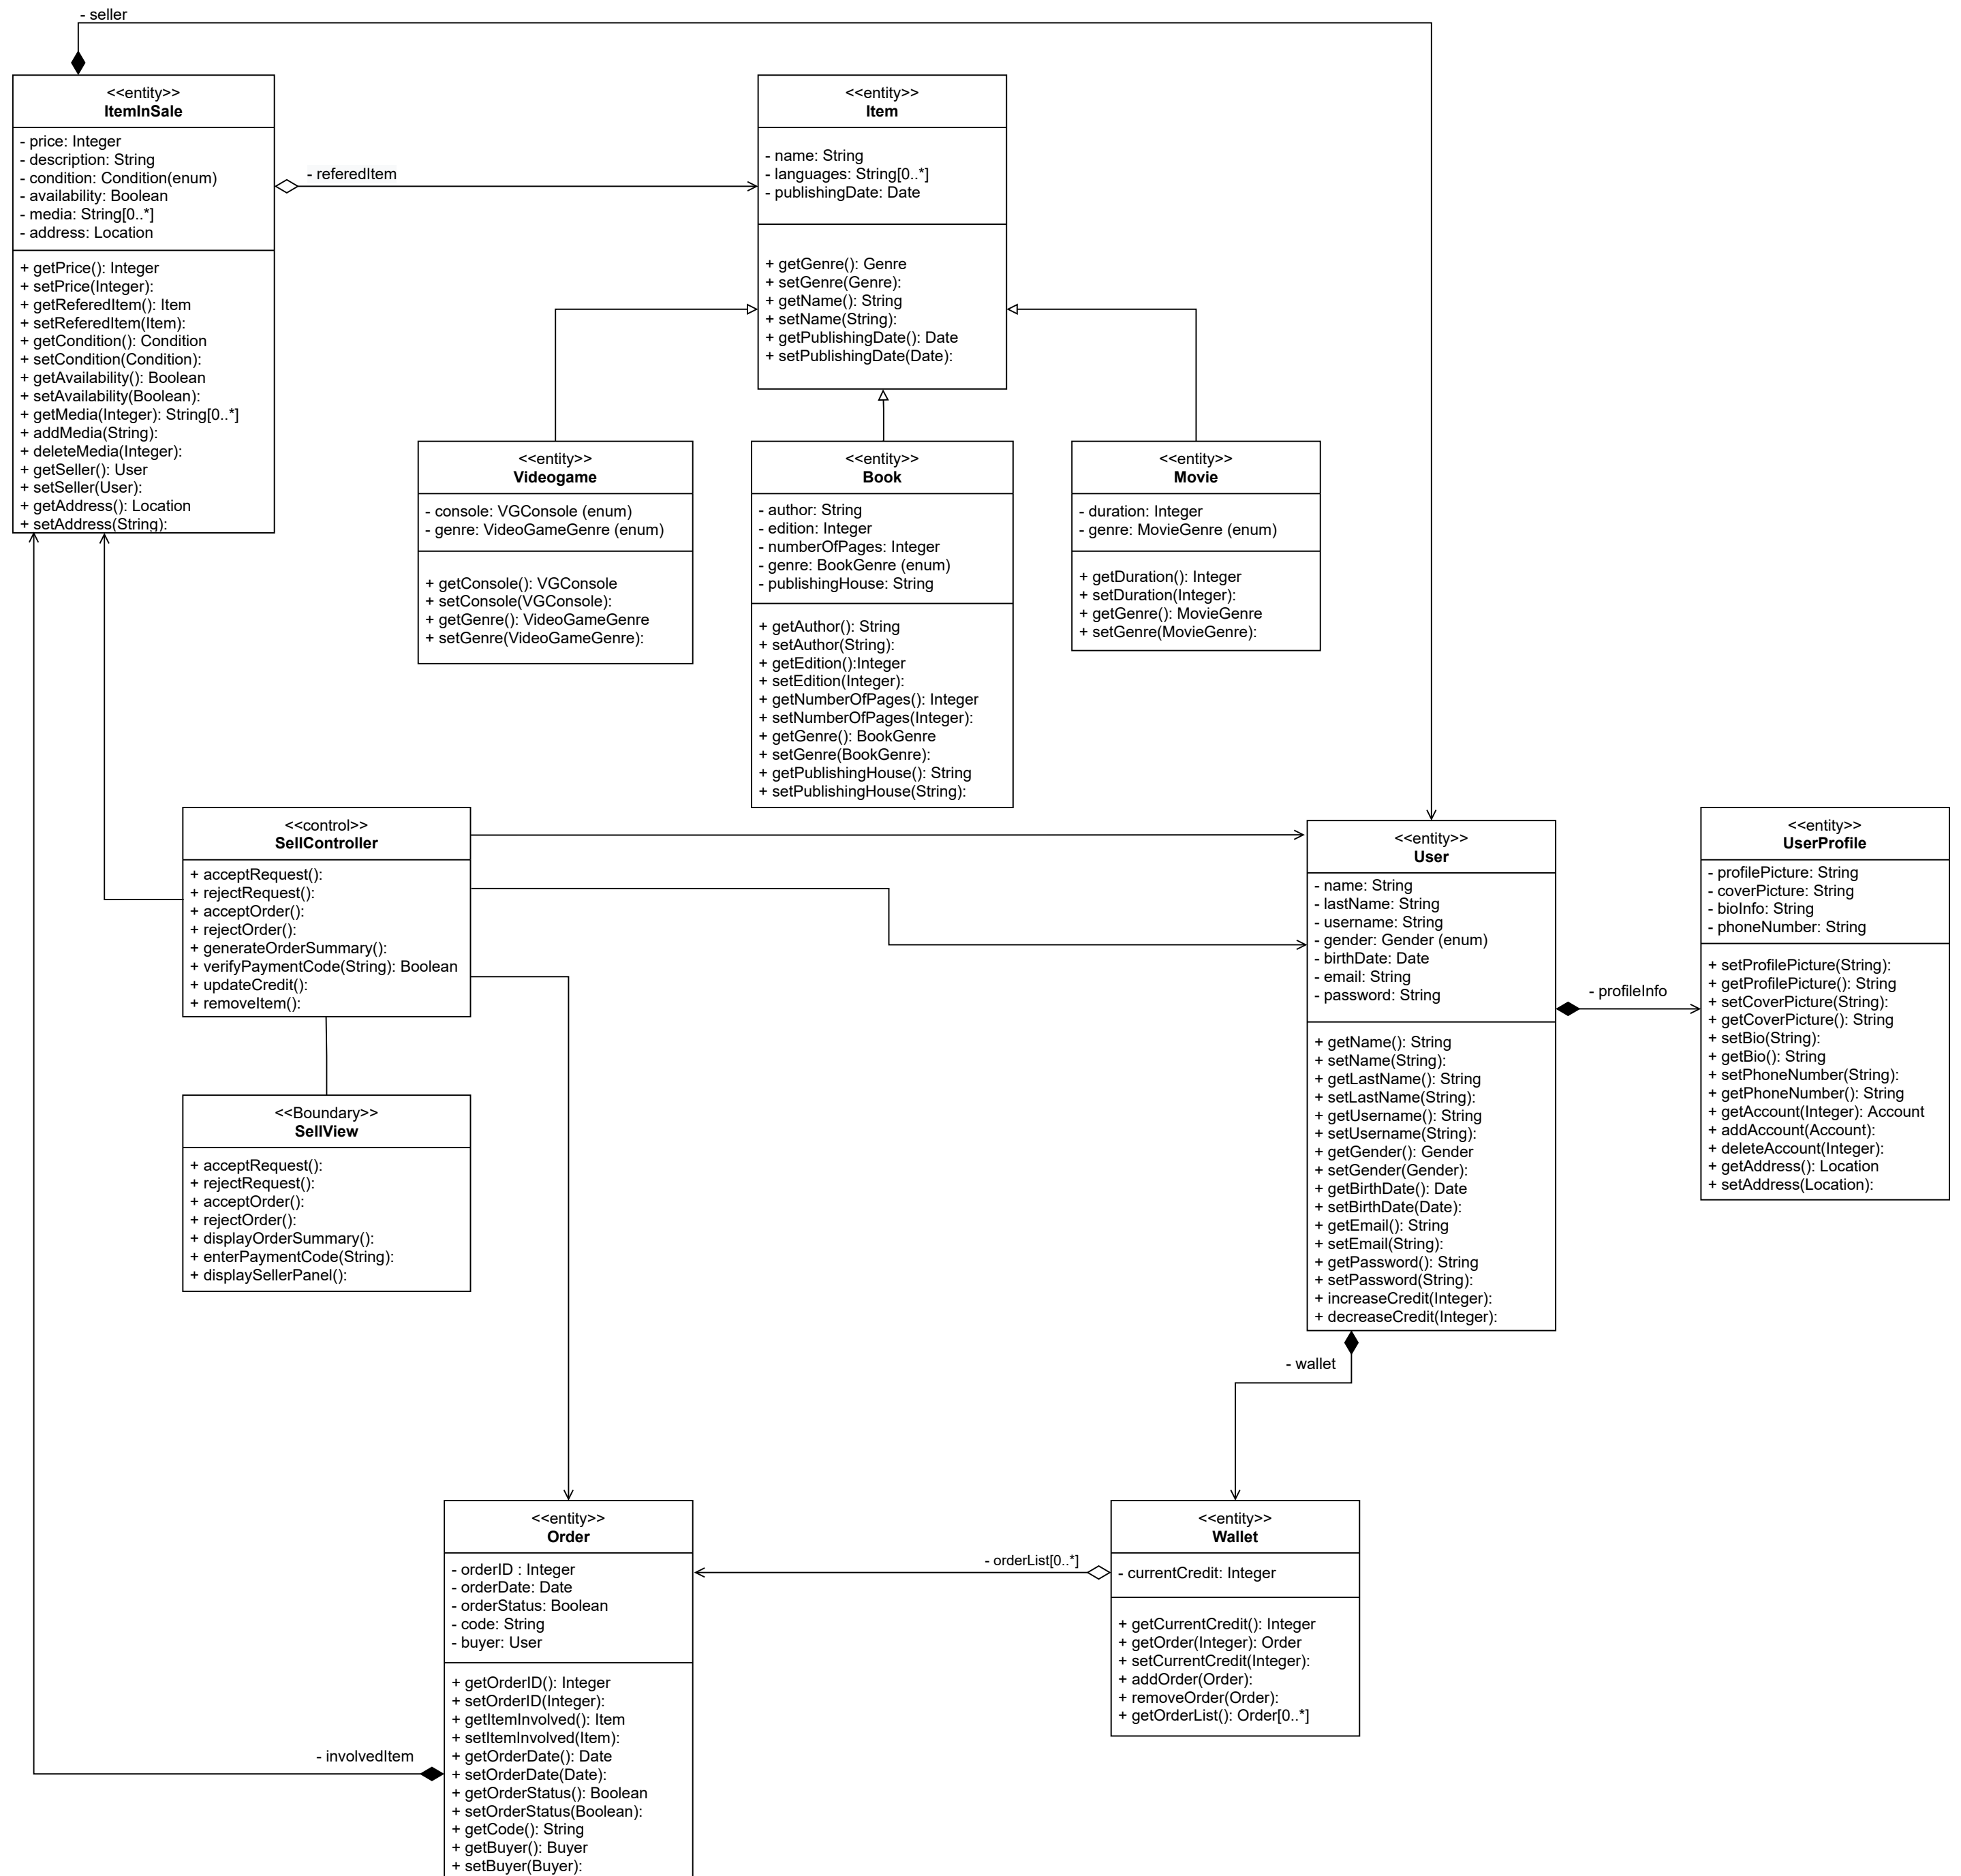 - seller
<<entity>>
ItemInSale
- price: Integer
- description: String
- condition: Condition(enum)
- availability: Boolean
- media: String[0..*]
- address: Location
+ getPrice(): Integer
+ setPrice(Integer):
+ getReferedItem(): Item
+ setReferedItem(Item):
+ getCondition(): Condition
+ setCondition(Condition):
+ getAvailability(): Boolean
+ setAvailability(Boolean):
+ getMedia(Integer): String[0..*]
+ addMedia(String):
+ deleteMedia(Integer):
+ getSeller(): User
+ setSeller(User):
+ getAddress(): Location
+ setAddress(String):
- referedItem
<<entity>>
Item
- name: String
- languages: String[0..*]
- publishingDate: Date
+ getGenre(): Genre
+ setGenre(Genre):
+ getName(): String
+ setName(String):
+ getPublishingDate(): Date
+ setPublishingDate(Date):
<<entity>>
Videogame
- console: VGConsole (enum)
- genre: VideoGameGenre (enum)
+ getConsole(): VGConsole
+ setConsole(VGConsole):
+ getGenre(): VideoGameGenre
+ setGenre(VideoGameGenre):
<<entity>>
Book
- author: String
- edition: Integer
- numberOfPages: Integer
- genre: BookGenre (enum)
- publishingHouse: String
+ getAuthor(): String
+ setAuthor(String):
+ getEdition():Integer
+ setEdition(Integer):
+ getNumberOfPages(): Integer
+ setNumberOfPages(Integer):
+ getGenre(): BookGenre
+ setGenre(BookGenre):
+ getPublishingHouse(): String
+ setPublishingHouse(String):
<<entity>>
Movie
- duration: Integer
- genre: MovieGenre (enum)
+ getDuration(): Integer
+ setDuration(Integer):
+ getGenre(): MovieGenre
+ setGenre(MovieGenre):
<<control>>
SellController
+ acceptRequest():
+ rejectRequest():
+ acceptOrder():
+ rejectOrder():
+ generateOrderSummary():
+ verifyPaymentCode(String): Boolean
+ updateCredit():
+ removeItem():
<<Boundary>>
SellView
+ acceptRequest():
+ rejectRequest():
+ acceptOrder():
+ rejectOrder():
+ displayOrderSummary():
+ enterPaymentCode(String):
+ displaySellerPanel():
<<entity>>
User
- name: String
- lastName: String
- username: String
- gender: Gender (enum)
- birthDate: Date
- email: String
- password: String
+ getName(): String
+ setName(String):
+ getLastName(): String
+ setLastName(String):
+ getUsername(): String
+ setUsername(String):
+ getGender(): Gender
+ setGender(Gender):
+ getBirthDate(): Date
+ setBirthDate(Date):
+ getEmail(): String
+ setEmail(String):
+ getPassword(): String
+ setPassword(String):
+ increaseCredit(Integer):
+ decreaseCredit(Integer):
- profileInfo
<<entity>>
UserProfile
- profilePicture: String
- coverPicture: String
- bioInfo: String
- phoneNumber: String
+ setProfilePicture(String):
+ getProfilePicture(): String
+ setCoverPicture(String):
+ getCoverPicture(): String
+ setBio(String):
+ getBio(): String
+ setPhoneNumber(String):
+ getPhoneNumber(): String
+ getAccount(Integer): Account
+ addAccount(Account):
+ deleteAccount(Integer):
+ getAddress(): Location
+ setAddress(Location):
- wallet
<<entity>>
Order
- orderID : Integer
- orderDate: Date
- orderStatus: Boolean
- code: String
- buyer: User
+ getOrderID(): Integer
+ setOrderID(Integer):
+ getItemInvolved(): Item
+ setItemInvolved(Item):
+ getOrderDate(): Date
+ setOrderDate(Date):
+ getOrderStatus(): Boolean
+ setOrderStatus(Boolean):
+ getCode(): String
+ getBuyer(): Buyer
+ setBuyer(Buyer):
- involvedItem
- orderList[0..*]
<<entity>>
Wallet
- currentCredit: Integer
+ getCurrentCredit(): Integer
+ getOrder(Integer): Order
+ setCurrentCredit(Integer):
+ addOrder(Order):
+ removeOrder(Order):
+ getOrderList(): Order[0..*]